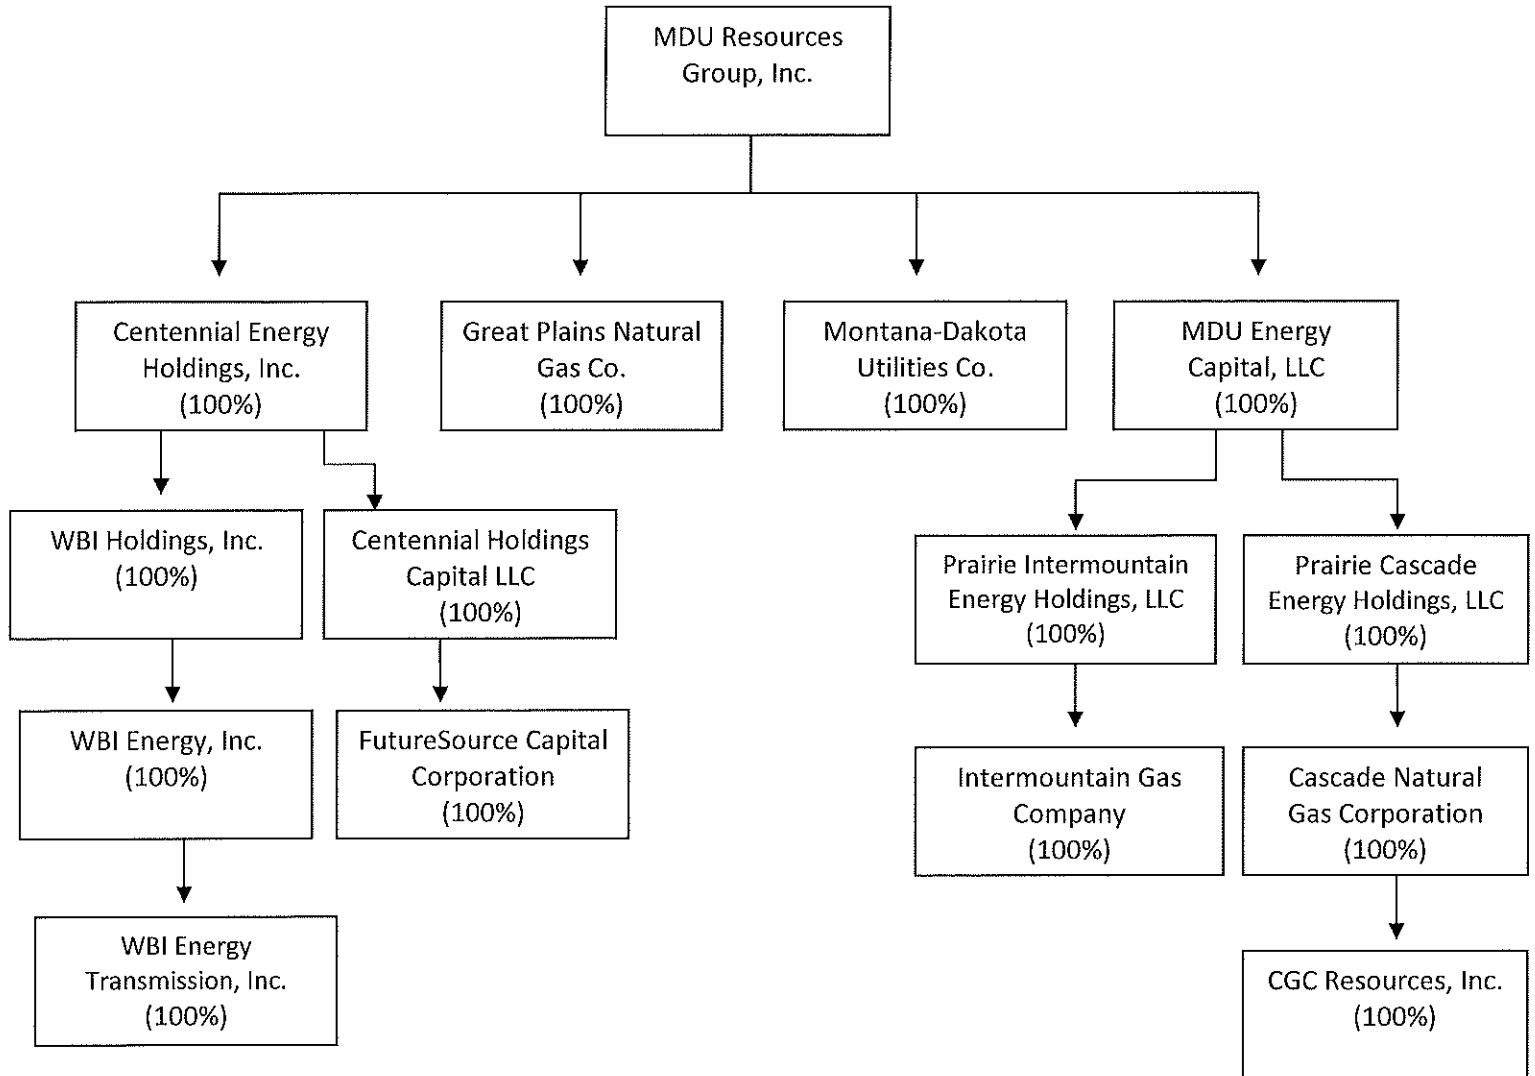 MDU Resources
Group, Inc.
Centennial Energy
Holdings, Inc.
(100%)
Great Plains Natural
Gas Co.
(100%)
Montana-Dakota
Utilities Co.
(100%)
MDU Energy
Capital, LLC
(100%)
WBI Holdings, Inc.
(100%)
Centennial Holdings
Capital LLC
(100%)
Prairie Intermountain
Energy Holdings, LLC
(100%)
Prairie Cascade
Energy Holdings, LLC
(100%)
WBI Energy, Inc.
(100%)
FutureSource Capital
Corporation
(100%)
Intermountain Gas
Company
(100%)
Cascade Natural
Gas Corporation
(100%)
WBI Energy
Transmission, Inc.
(100%)
CGC Resources, Inc.
(100%)